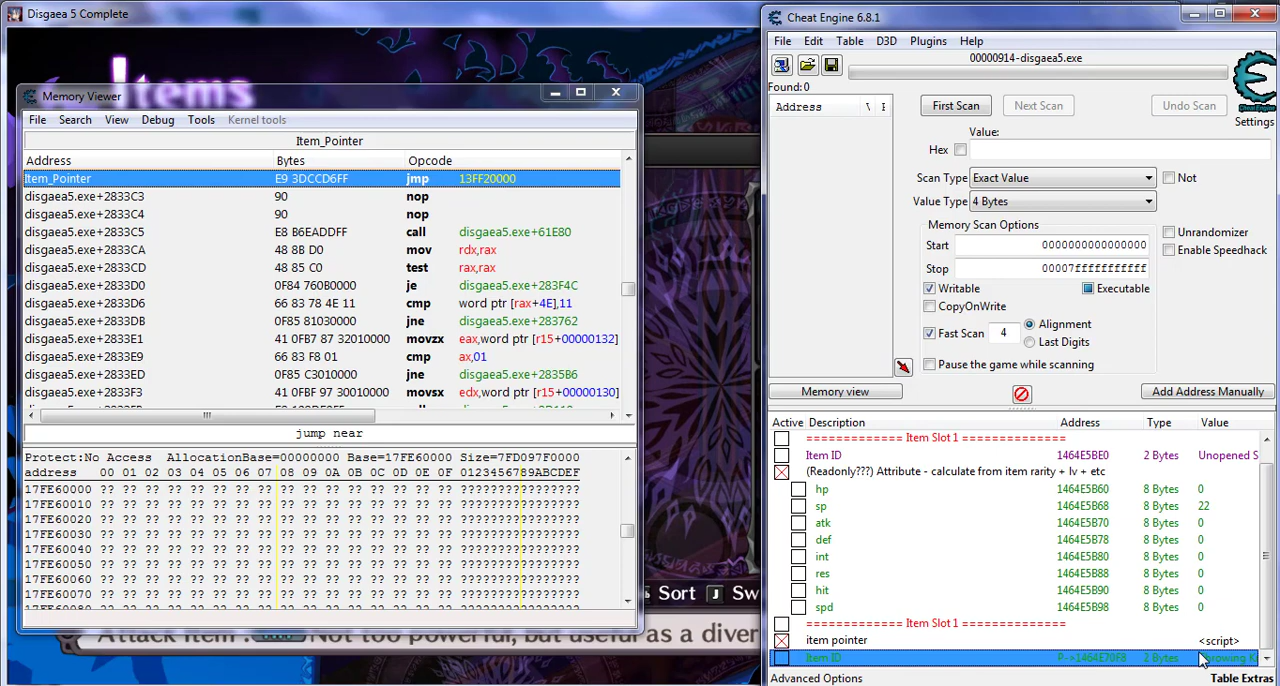 Disgaea 5 Complete
Items
Memory Viewer
File Search View Debug Tools Kernel tools
Item_Pointer
Address Bytes Opcode
Item_Pointer E9 3DCCD6FF jmp 13FF20000
disgaea5.exe+2833C3 90 nop
disgaea5.exe+2833C4 90 nop
disgaea5.exe+2833C5 E8 B6EADDFF call disgaea5.exe+61E80
disgaea5.exe+2833CA 48 8B D0 mov rdx,rax
disgaea5.exe+2833CD 48 85 C0 test rax,rax
disgaea5.exe+2833D0 0F84 760B0000 je disgaea5.exe+283F4C
disgaea5.exe+2833D6 66 83 78 4E 11 cmp word ptr [rax+4E],11
disgaea5.exe+2833DB 0F85 81030000 jne disgaea5.exe+283762
disgaea5.exe+2833E1 41 0FB7 87 32010000 movzx eax,word ptr [r15+00000132]
disgaea5.exe+2833E9 66 83 F8 01 cmp ax,01
disgaea5.exe+2833ED 0F85 C3010000 jne disgaea5.exe+2835B6
disgaea5.exe+2833F3 41 0FBF 97 30010000 movsx edx,word ptr [r15+00000130]
jump near
Protect:No Access AllocationBase=00000000 Base=17FE60000 Size=7FD097F0000
address 00 01 02 03 04 05 06 07 08 09 0A 0B 0C 0D 0E 0F 0123456789ABCDEF
17FE60000 ?? ?? ?? ?? ?? ?? ?? ?? ?? ?? ?? ?? ?? ?? ?? ?? ????????????????
17FE60010 ?? ?? ?? ?? ?? ?? ?? ?? ?? ?? ?? ?? ?? ?? ?? ?? ????????????????
17FE60020 ?? ?? ?? ?? ?? ?? ?? ?? ?? ?? ?? ?? ?? ?? ?? ?? ????????????????
17FE60030 ?? ?? ?? ?? ?? ?? ?? ?? ?? ?? ?? ?? ?? ?? ?? ?? ????????????????
17FE60040 ?? ?? ?? ?? ?? ?? ?? ?? ?? ?? ?? ?? ?? ?? ?? ?? ????????????????
17FE60050 ?? ?? ?? ?? ?? ?? ?? ?? ?? ?? ?? ?? ?? ?? ?? ?? ????????????????
17FE60060 ?? ?? ?? ?? ?? ?? ?? ?? ?? ?? ?? ?? ?? ?? ?? ?? ????????????????
17FE60070 ?? ?? ?? ?? ?? ?? ?? ?? ?? ?? ?? ?? ?? ?? ?? ?? ????????????????
17FE60080 ?? ?? ?? ?? ?? ?? ?? ?? ?? ?? ?? ?? ?? ?? ?? ?? ????????????????
Sort J Sw
Attack item. Not too powerful, but useful as a diver
Cheat Engine 6.8.1
File Edit Table D3D Plugins Help
00000914-disgaea5.exe
Found:0
Address V F
First Scan Next Scan Undo Scan
Cheat Engine
Settings
Value:
Hex
Scan Type Exact Value Not
Value Type 4 Bytes
Memory Scan Options
Start 0000000000000000
Stop 00007fffffffffff
Unrandomizer
Enable Speedhack
Writable Executable
CopyOnWrite
Fast Scan 4 Alignment
Last Digits
Pause the game while scanning
Memory view Add Address Manually
Active Description Address Type Value
============ Item Slot 1 =============
Item ID 1464E5BE0 2 Bytes Unopened S
(Readonly???) Attribute - calculate from item rarity + lv + etc
hp 1464E5B60 8 Bytes 0
sp 1464E5B68 8 Bytes 22
atk 1464E5B70 8 Bytes 0
def 1464E5B78 8 Bytes 0
int 1464E5B80 8 Bytes 0
res 1464E5B88 8 Bytes 0
hit 1464E5B90 8 Bytes 0
spd 1464E5B98 8 Bytes 0
============ Item Slot 1 =============
item pointer <script>
Item ID P->1464E70F8 2 Bytes
Advanced Options Table Extras